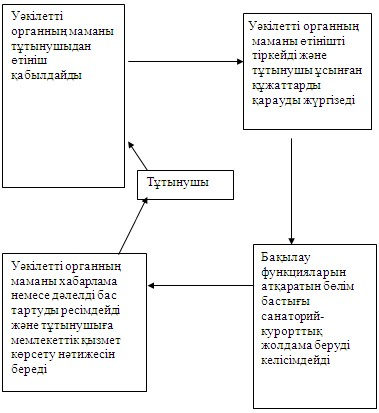 Уәкілетті
органның маманы
тұтынушыдан
өтініш
қабылдайды
Уәкілетті органның
маманы өтінішті
тіркейді және
тұтынушы ұсынған
құжаттарды
қарауды жүргізеді
Тұтынушы
Уәкілетті органның
маманы хабарлама
немесе дәлелді бас
тартуды ресімдейді
және тұтынушыға
мемлекеттік қызмет
көрсету нәтижесін
береді
Бақылау
функцияларын
атқаратын бөлім
бастығы
санаторий-
курорттық
жолдама беруді
келісімдейді